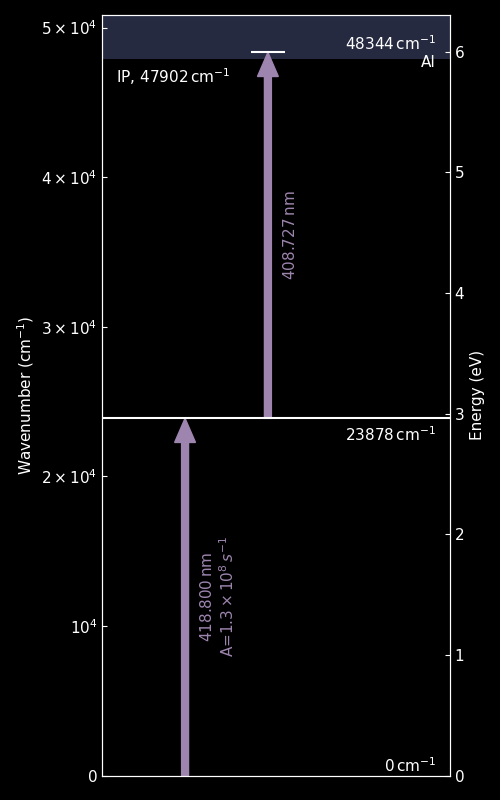 5 × 10⁴
4 × 10⁴
3 × 10⁴
2 × 10⁴
10⁴
0
Wavenumber (cm⁻¹)
48344 cm⁻¹
AI
IP, 47902 cm⁻¹
408.727 nm
23878 cm⁻¹
418.800 nm
A=1.3 × 10⁸ s⁻¹
0 cm⁻¹
6
5
4
3
2
1
0
Energy (eV)